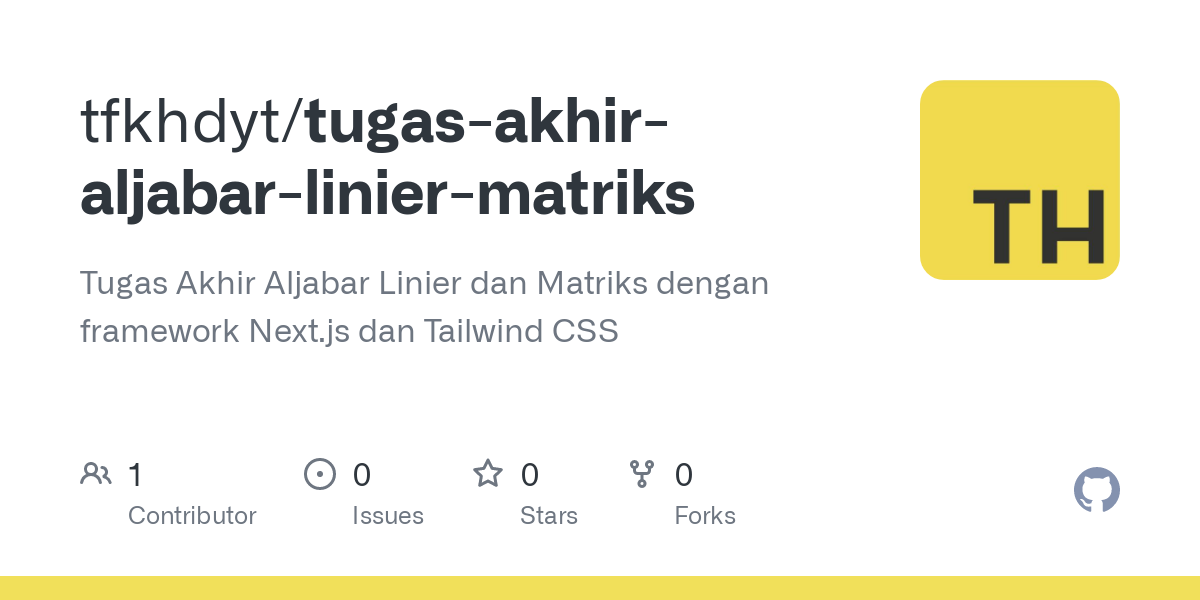 tfkhdyt/tugas-akhir-
aljabar-linier-matriks
TH
Tugas Akhir Aljabar Linier dan Matriks dengan
framework Next.js dan Tailwind CSS
1
Contributor
0
Issues
0
Stars
0
Forks